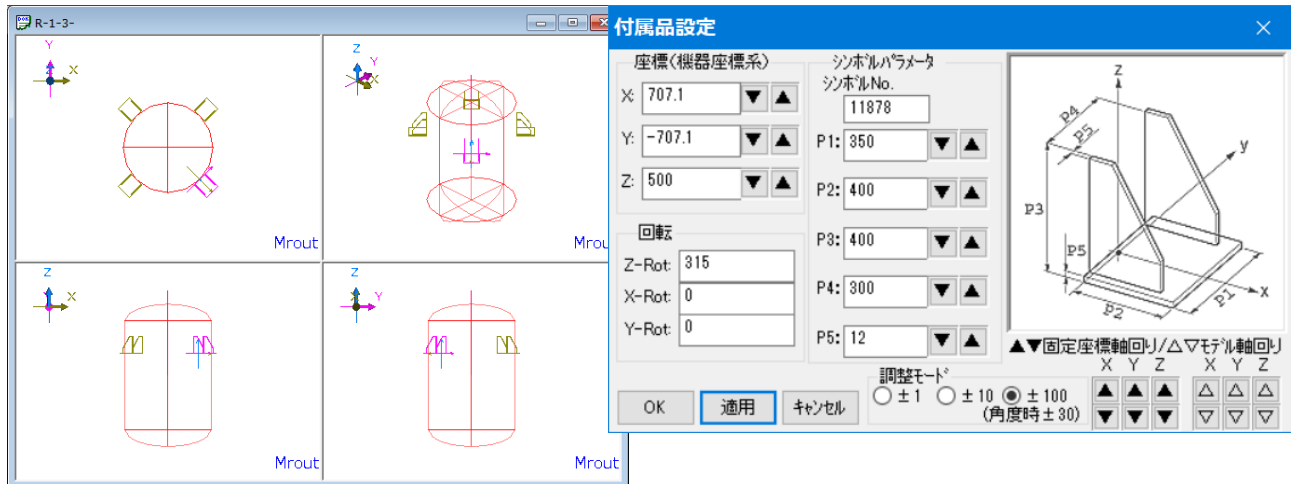 R-1-3-
Y
X
Mrout
Z
Y
X
Mrout
Z
X
Mrout
Z
Y
Mrout
付属品設定
座標(機器座標系)
X: 707.1 ▼ ▲
Y: -707.1 ▼ ▲
Z: 500 ▼ ▲
回転
Z-Rot: 315
X-Rot: 0
Y-Rot: 0
シンボルパラメータ
シンボルNo.
11878
P1: 350 ▼ ▲
P2: 400 ▼ ▲
P3: 400 ▼ ▲
P4: 300 ▼ ▲
P5: 12 ▼ ▲
z
P4
P5
y
P3
P5
x
P2
P1
▲▼固定座標軸回り/△▽モデル軸回り
X Y Z X Y Z
▲ ▲ ▲ △ △ △
▼ ▼ ▼ ▽ ▽ ▽
調整モード
±1 ±10 ±100
(角度時±30)
OK 適用 キャンセル